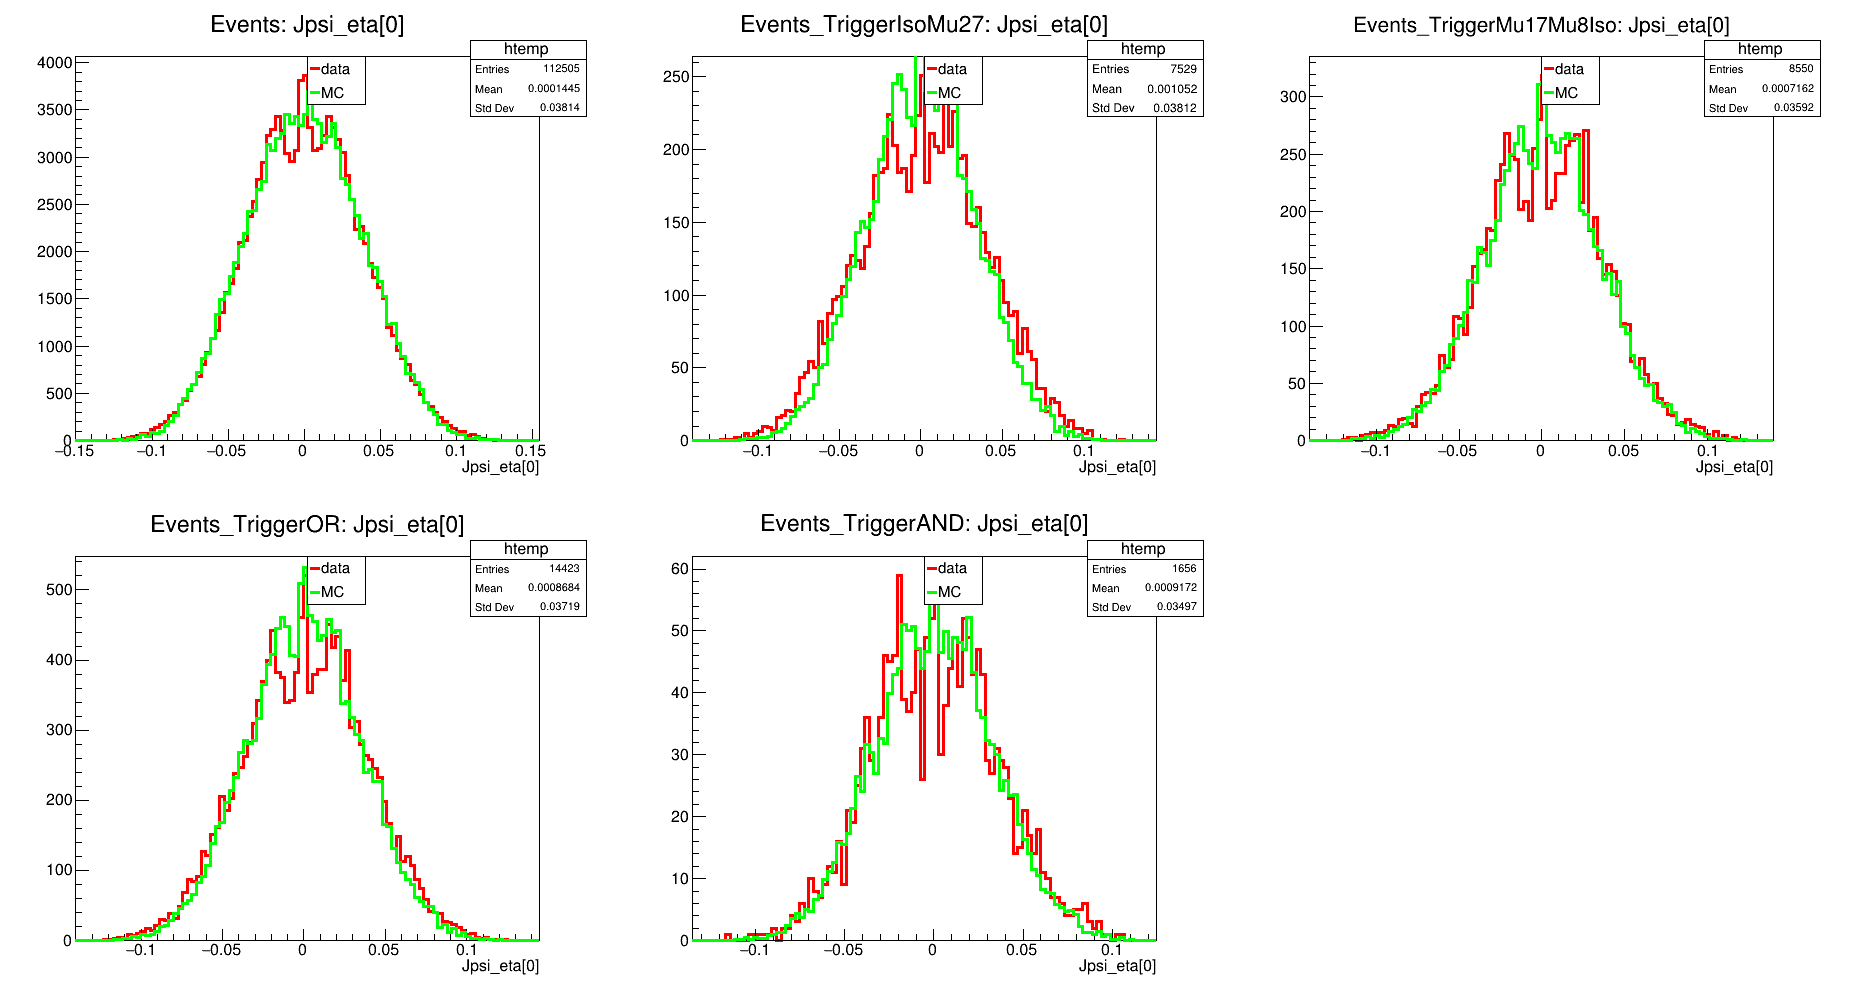 Events: Jpsi_eta[0]
htemp
Entries 112505
Mean 0.0001445
Std Dev 0.03814
data
MC
4000
3500
3000
2500
2000
1500
1000
500
0
−0.15 −0.1 −0.05 0 0.05 0.1 0.15
Jpsi_eta[0]
Events_TriggerIsoMu27: Jpsi_eta[0]
htemp
Entries 7529
Mean 0.001052
Std Dev 0.03812
data
MC
250
200
150
100
50
0
−0.1 −0.05 0 0.05 0.1
Jpsi_eta[0]
Events_TriggerMu17Mu8Iso: Jpsi_eta[0]
htemp
Entries 8550
Mean 0.0007162
Std Dev 0.03592
data
MC
300
250
200
150
100
50
0
−0.1 −0.05 0 0.05 0.1
Jpsi_eta[0]
Events_TriggerOR: Jpsi_eta[0]
htemp
Entries 14423
Mean 0.0008684
Std Dev 0.03719
data
MC
500
400
300
200
100
0
−0.1 −0.05 0 0.05 0.1
Jpsi_eta[0]
Events_TriggerAND: Jpsi_eta[0]
htemp
Entries 1656
Mean 0.0009172
Std Dev 0.03497
data
MC
60
50
40
30
20
10
0
−0.1 −0.05 0 0.05 0.1
Jpsi_eta[0]